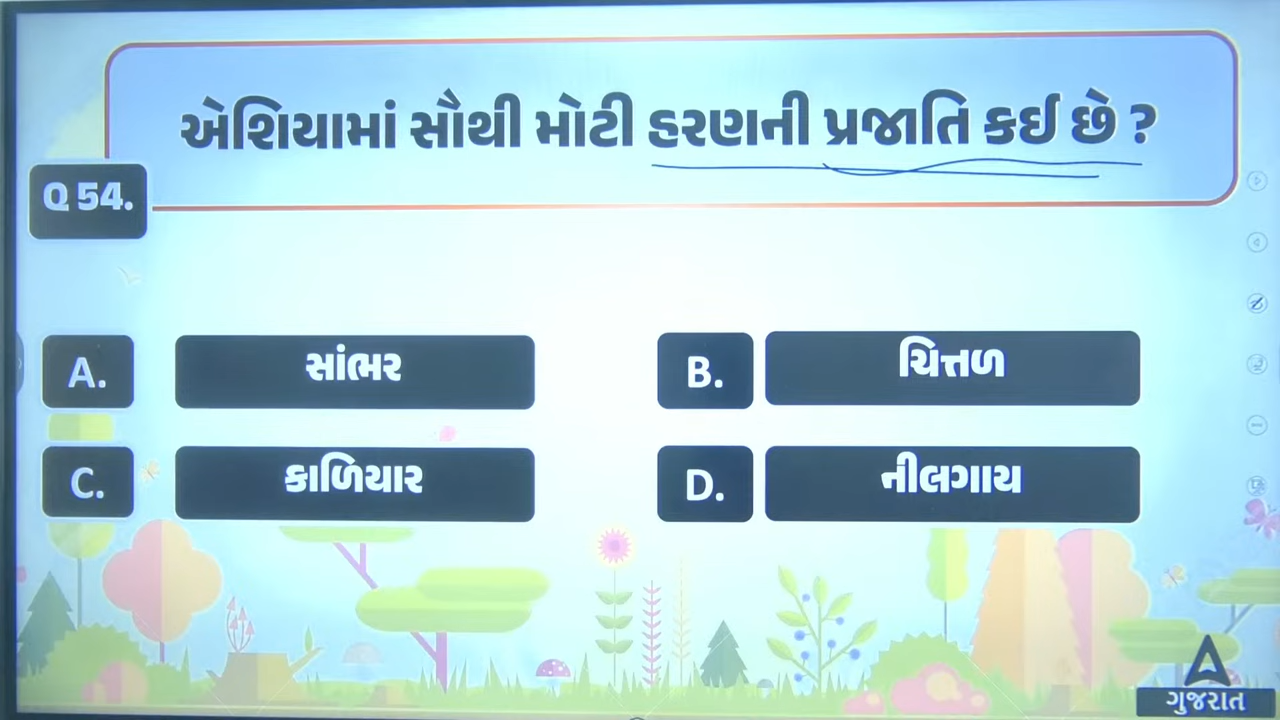 એશિયામાં સૌથી મોટી હરણની પ્રજાતિ કઈ છે ?
Q 54.
A. સાંભર
B. ચિત્તળ
C. કાળિયાર
D. નીલગાય
ગુજરાત